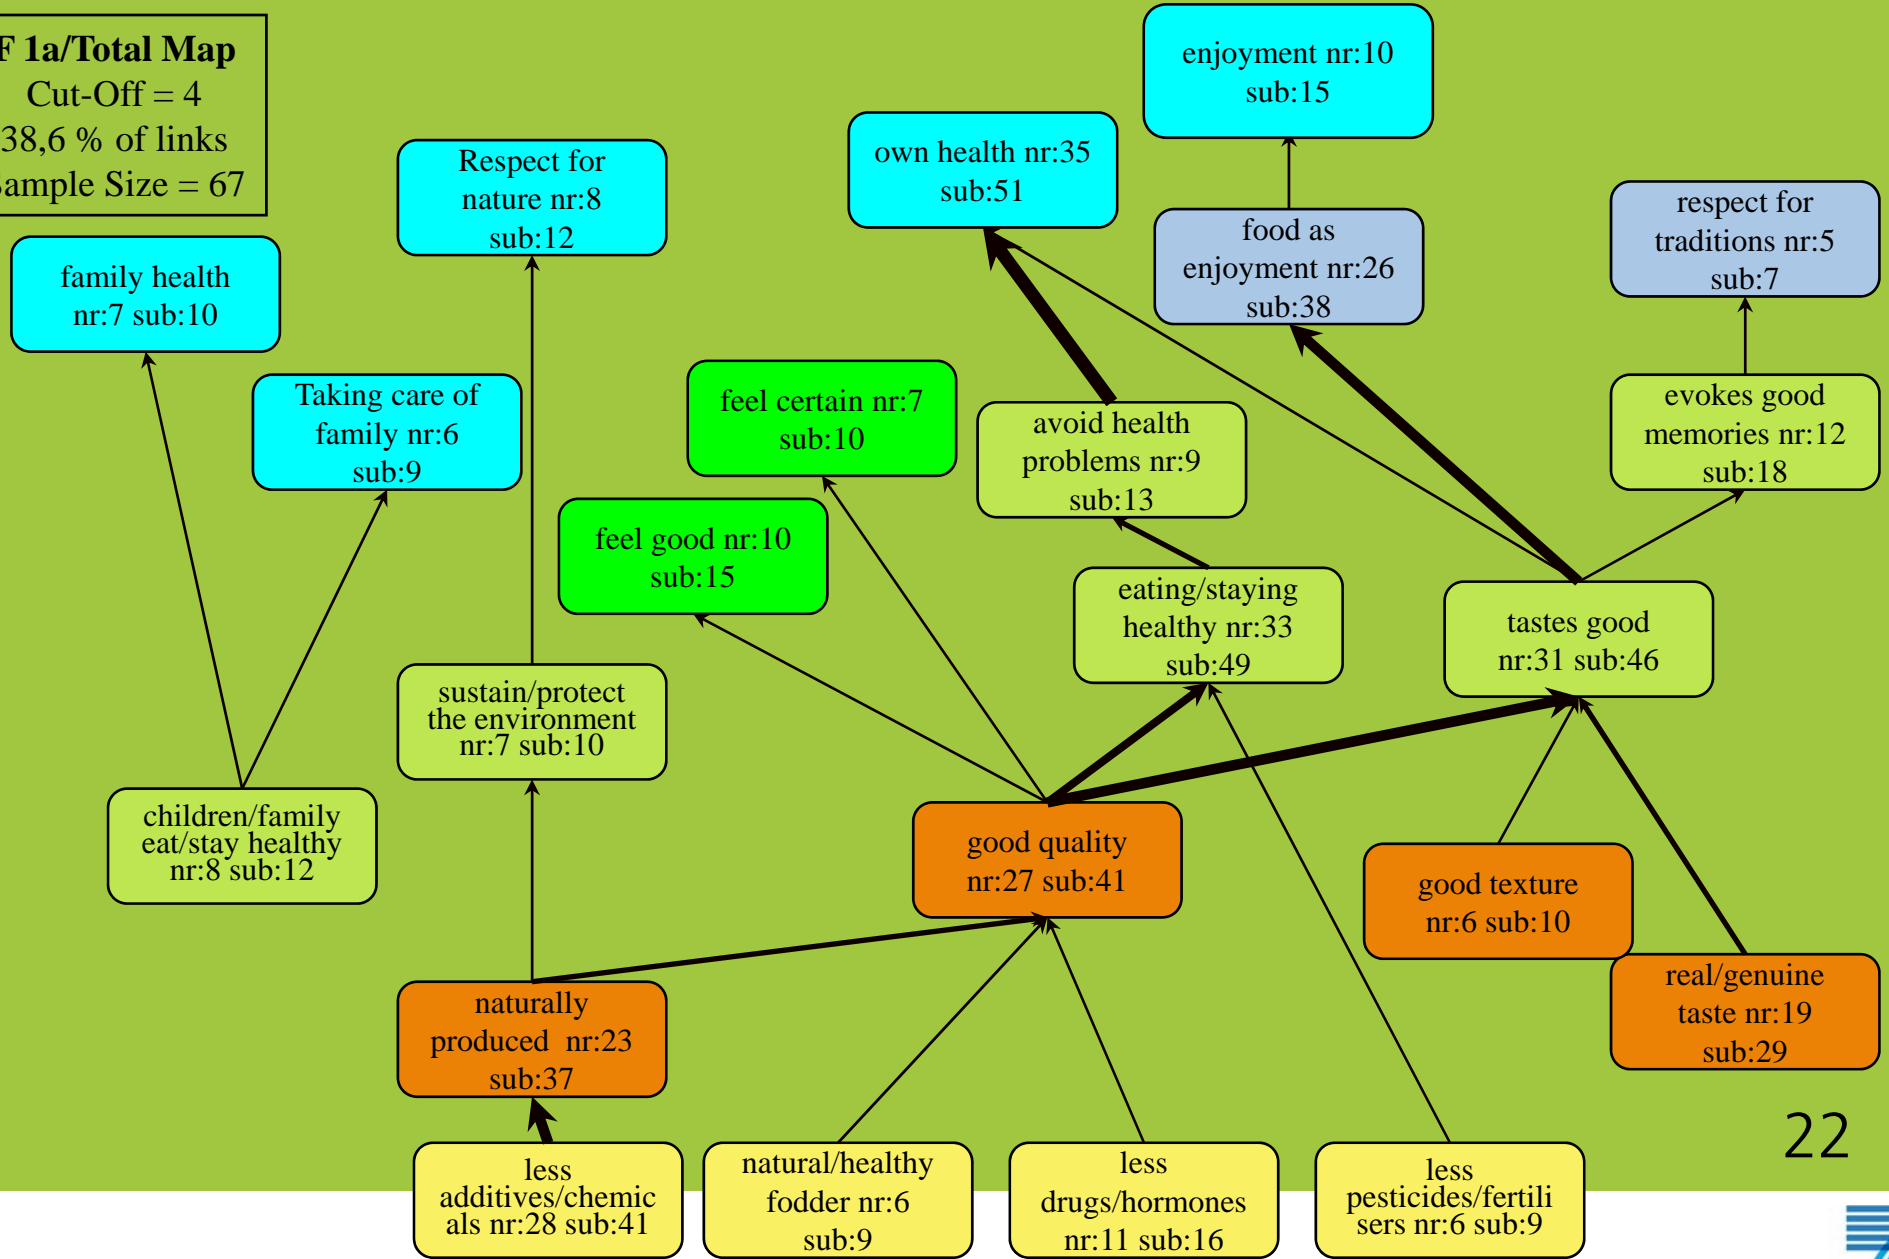 F 1a/Total Map
Cut-Off = 4
38,6 % of links
Sample Size = 67
enjoyment nr:10
sub:15
own health nr:35
sub:51
Respect for
nature nr:8
sub:12
food as
enjoyment nr:26
sub:38
respect for
traditions nr:5
sub:7
family health
nr:7 sub:10
Taking care of
family nr:6
sub:9
feel certain nr:7
sub:10
avoid health
problems nr:9
sub:13
evokes good
memories nr:12
sub:18
feel good nr:10
sub:15
eating/staying
healthy nr:33
sub:49
tastes good
nr:31 sub:46
sustain/protect
the environment
nr:7 sub:10
children/family
eat/stay healthy
nr:8 sub:12
good quality
nr:27 sub:41
good texture
nr:6 sub:10
real/genuine
taste nr:19
sub:29
naturally
produced nr:23
sub:37
less
additives/chemic
als nr:28 sub:41
natural/healthy
fodder nr:6
sub:9
less
drugs/hormones
nr:11 sub:16
less
pesticides/fertili
sers nr:6 sub:9
22